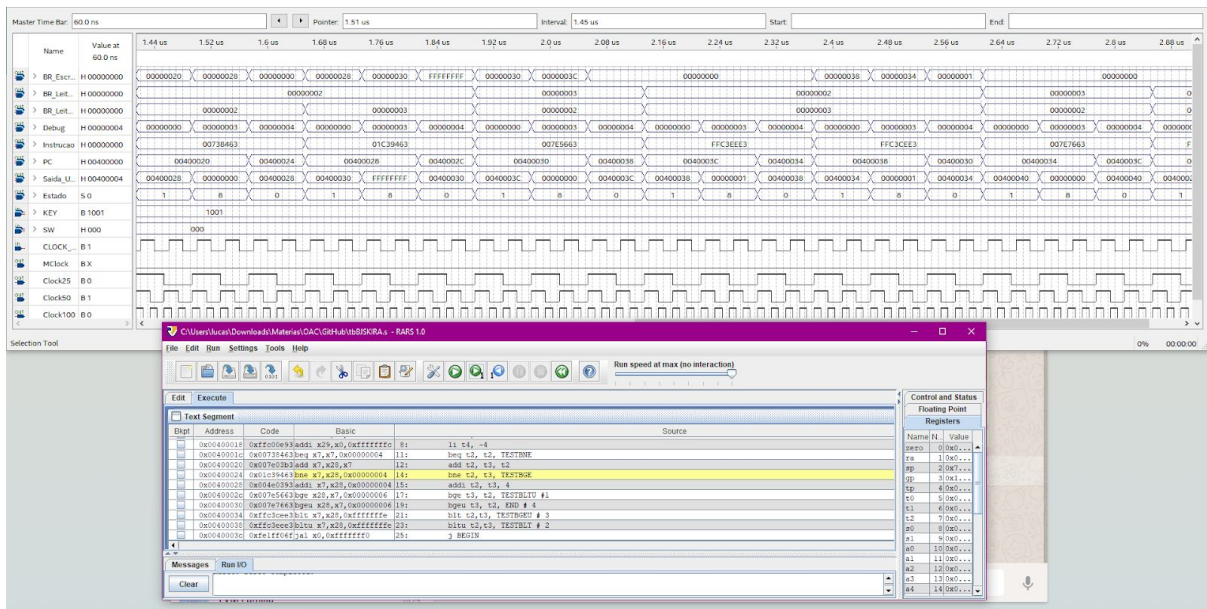 Master Time Bar: 60.0 ns Pointer: 1.51 us Interval: 1.45 us Start: End:
Name Value at 60.0 ns 1.44 us 1.52 us 1.6 us 1.68 us 1.76 us 1.84 us 1.92 us 2.0 us 2.08 us 2.16 us 2.24 us 2.32 us 2.4 us 2.48 us 2.56 us 2.64 us 2.72 us 2.8 us 2.88 us
BR_Escr... H 00000000 00000020 00000028 00000000 00000028 00000030 FFFFFFFF 00000030 0000003C 00000000 00000038 00000034 00000001 00000000
BR_Leit... H 00000000 00000002 00000003 00000002 00000003
BR_Leit... H 00000000 00000002 00000003 00000002 00000003 00000002
Debug H 00000004 00000000 00000003 00000004 00000000 00000003 00000004 00000000 00000003 00000004 00000000 00000003 00000004 00000000 00000003 00000004 00000000 00000003 00000004
Instrucao H 00000000 00738463 01C39463 007E5663 FFC3EEE3 FFC3CEE3 007E7663
PC H 00400000 00400020 00400024 00400028 0040002C 00400030 00400038 0040003C 00400034 00400038 00400030 00400034 0040003C
Saida_U... H 00400004 00400028 00000000 00400028 00400030 FFFFFFFF 00400030 0040003C 00000000 0040003C 00400038 00000001 00400038 00400034 00000001 00400034 00400040 00000000 00400040
Estado S 0 1 8 0 1 8 0 1 8 0 1 8 0 1 8 0 1 8 0 1
KEY B 1001 1001
SW H 000 000
CLOCK_... B 1
MClock B X
Clock25 B 0
Clock50 B 1
Clock100 B 0
Selection Tool 0% 00:00:00
C:\Users\lucas\Downloads\Materias\OAC\GitHub\tbBJSKIRA.s - RARS 1.0
File Edit Run Settings Tools Help
Run speed at max (no interaction)
Edit Execute
Text Segment
Bkpt Address Code Basic Source
0x00400018 0xffc00e93 addi x29,x0,0xfffffffc 8: li t4, -4
0x0040001c 0x00738463 beq x7,x7,0x00000004 11: beq t2, t2, TESTBNE
0x00400020 0x007e03b3 add x7,x28,x7 12: add t2, t3, t2
0x00400024 0x01c39463 bne x7,x28,0x00000004 14: bne t2, t3, TESTBGE
0x00400028 0x004e0393 addi x7,x28,0x00000004 15: addi t2, t3, 4
0x0040002c 0x007e5663 bge x28,x7,0x00000006 17: bge t3, t2, TESTBLTU #1
0x00400030 0x007e7663 bgeu x28,x7,0x00000006 19: bgeu t3, t2, END # 4
0x00400034 0xffc3cee3 blt x7,x28,0xfffffffe 21: blt t2,t3, TESTBGEU # 3
0x00400038 0xffc3eee3 bltu x7,x28,0xfffffffe 23: bltu t2,t3, TESTBLT # 2
0x0040003c 0xfe1ff06f jal x0,0xfffffff0 25: j BEGIN
Messages Run I/O
Clear
Control and Status
Floating Point
Registers
Name N... Value
zero 0 0x0...
ra 1 0x0...
sp 2 0x7...
gp 3 0x1...
tp 4 0x0...
t0 5 0x0...
t1 6 0x0...
t2 7 0x0...
s0 8 0x0...
s1 9 0x0...
a0 10 0x0...
a1 11 0x0...
a2 12 0x0...
a3 13 0x0...
a4 14 0x0...